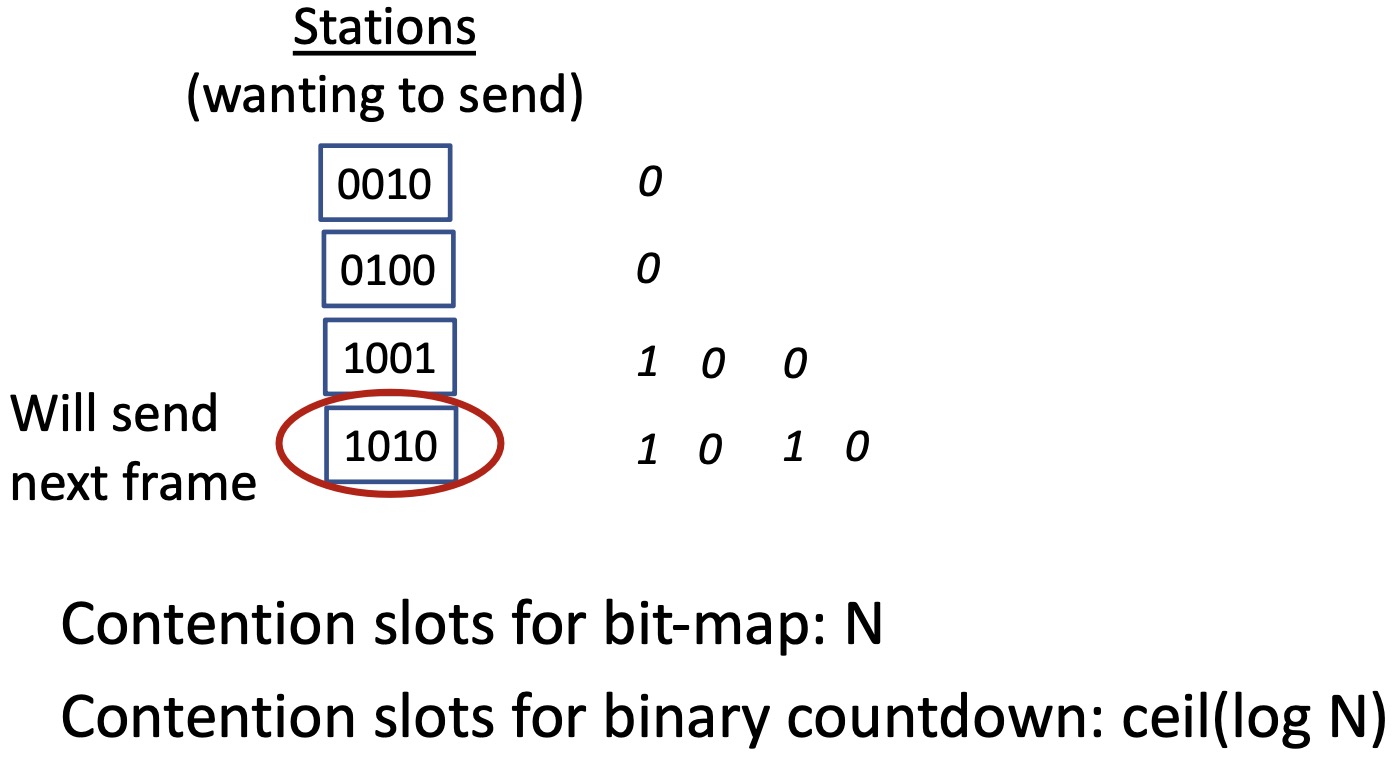 Stations
(wanting to send)
0010 0
0100 0
1001 1 0 0
Will send
next frame
1010 1 0 1 0
Contention slots for bit-map: N
Contention slots for binary countdown: ceil(log N)